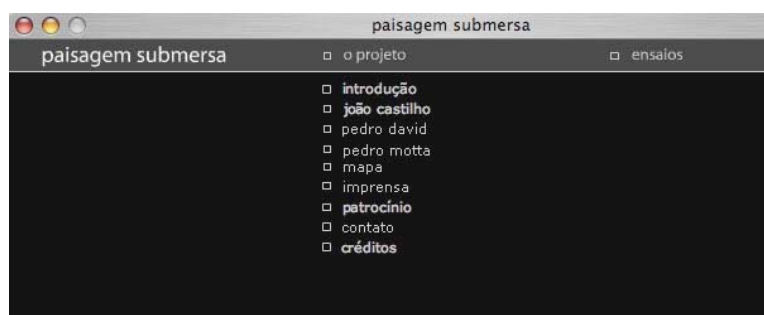 paisagem submersa
paisagem submersa o projeto ensaios
introdução
joão castilho
pedro david
pedro motta
mapa
imprensa
patrocínio
contato
créditos